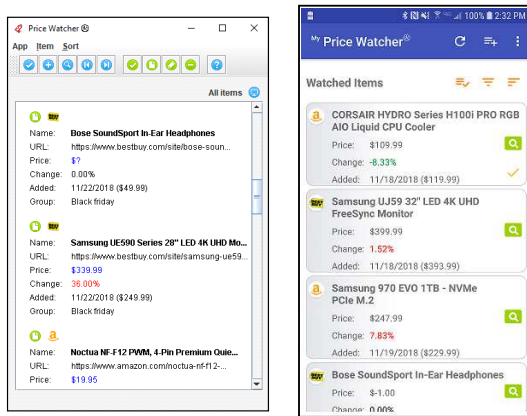 Price Watcher ®
2:32 PM
App Item Sort
All items
Name: Bose SoundSport In-Ear Headphones
URL: https://www.bestbuy.com/site/bose-soun...
Price: $?
Change: 0.00%
Added: 11/22/2018 ($49.99)
Group: Black friday
Name: Samsung UE590 Series 28" LED 4K UHD Mo...
URL: https://www.bestbuy.com/site/samsung-ue59...
Price: $339.99
Change: 36.00%
Added: 11/22/2018 ($249.99)
Group: Black friday
Name: Noctua NF-F12 PWM, 4-Pin Premium Quie...
URL: https://www.amazon.com/noctua-nf-f12-...
Price: $19.95
100% 2:32 PM
My Price Watcher®
Watched Items
CORSAIR HYDRO Series H100i PRO RGB
AIO Liquid CPU Cooler
Price: $109.99
Change: -8.33%
Added: 11/18/2018 ($119.99)
Samsung UJ59 32" LED 4K UHD
FreeSync Monitor
Price: $399.99
Change: 1.52%
Added: 11/18/2018 ($393.99)
Samsung 970 EVO 1TB - NVMe
PCIe M.2
Price: $247.99
Change: 7.83%
Added: 11/19/2018 ($229.99)
Bose SoundSport In-Ear Headphones
Price: $-1.00
Change: 0.00%